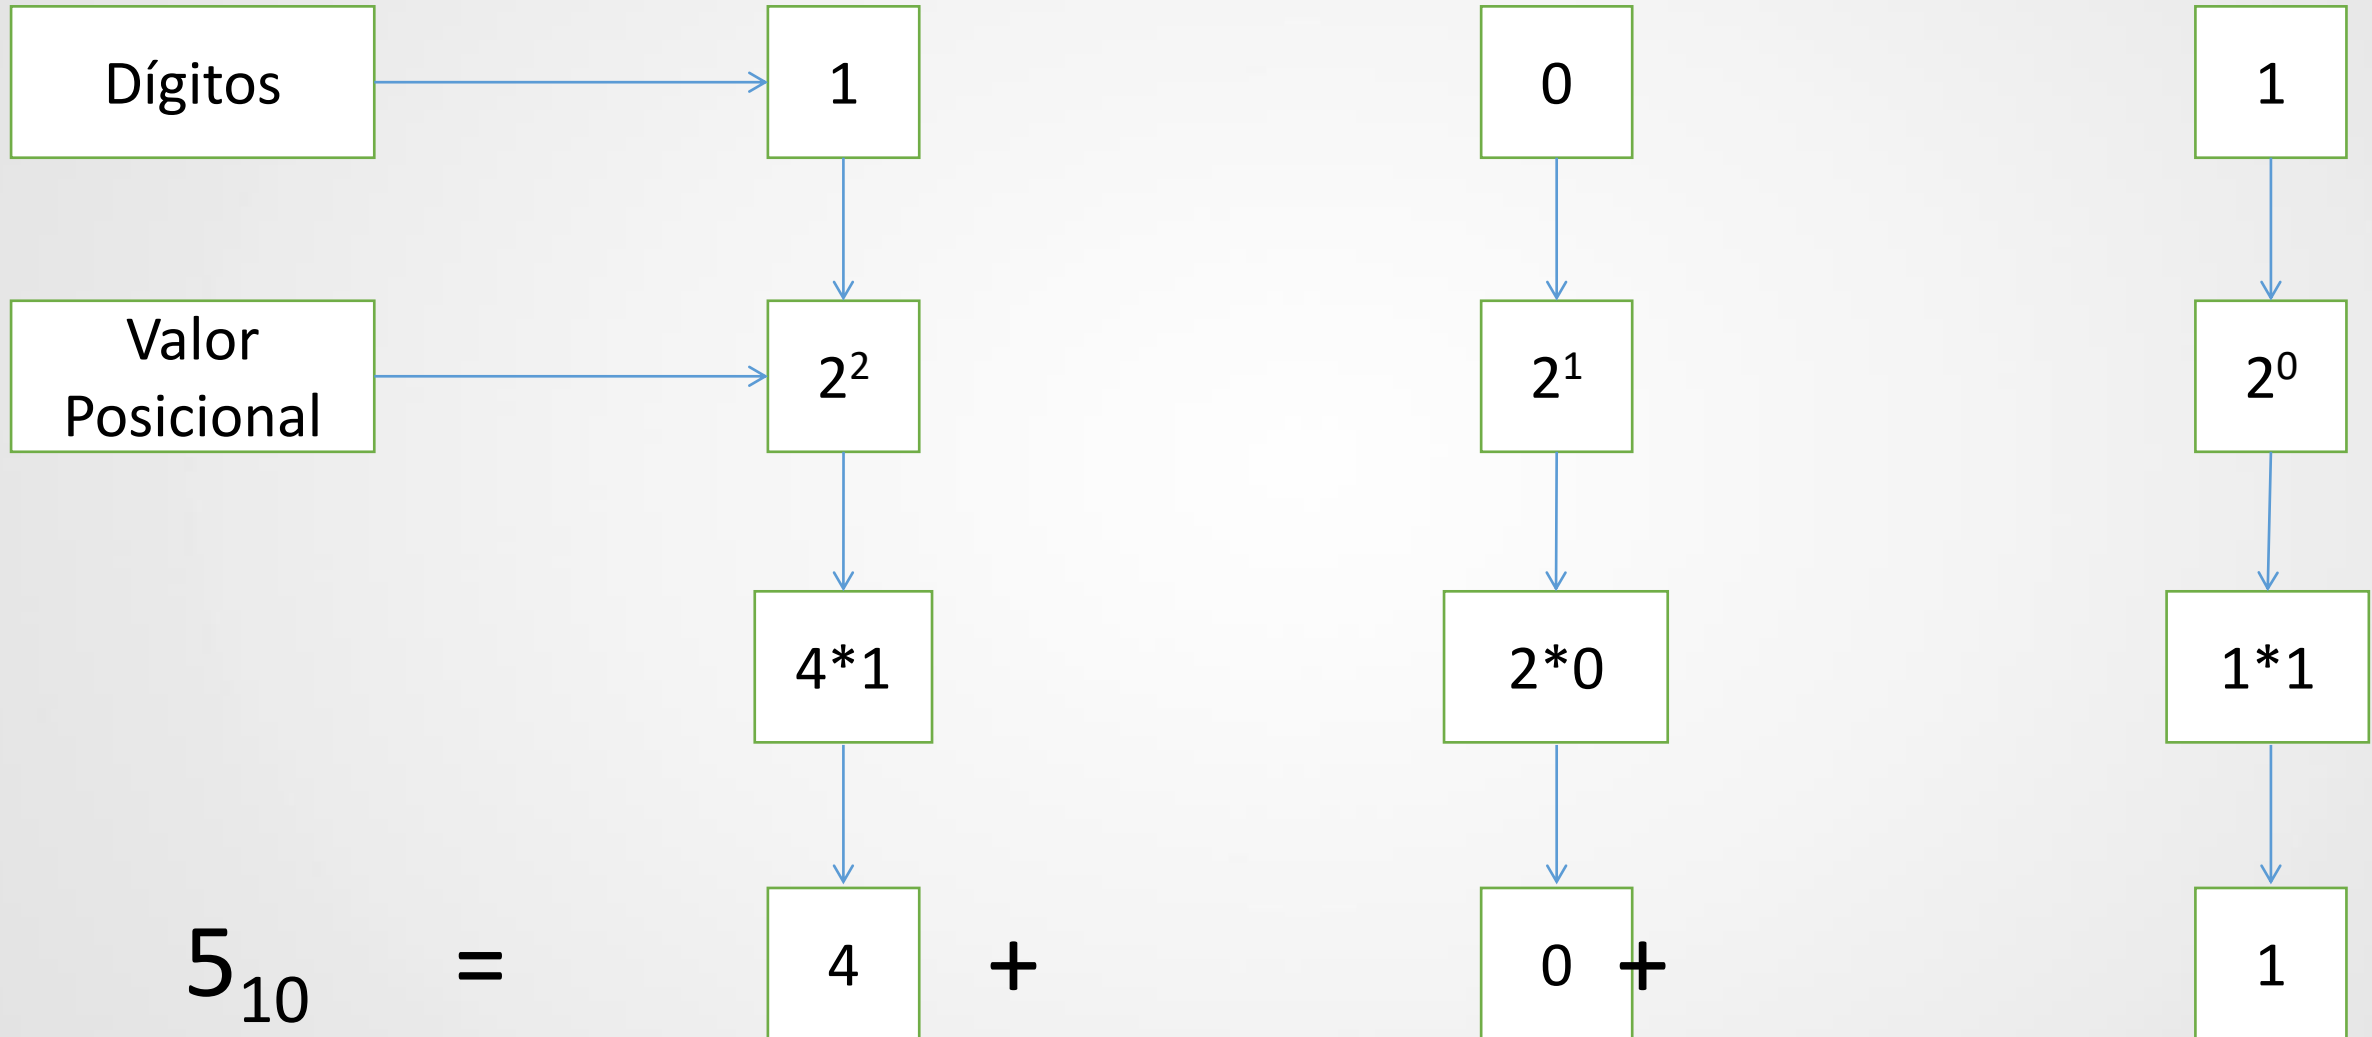 Dígitos 1 0 1
Valor
Posicional 2² 2¹ 2⁰
4*1 2*0 1*1
5₁₀ = 4 + 0 + 1